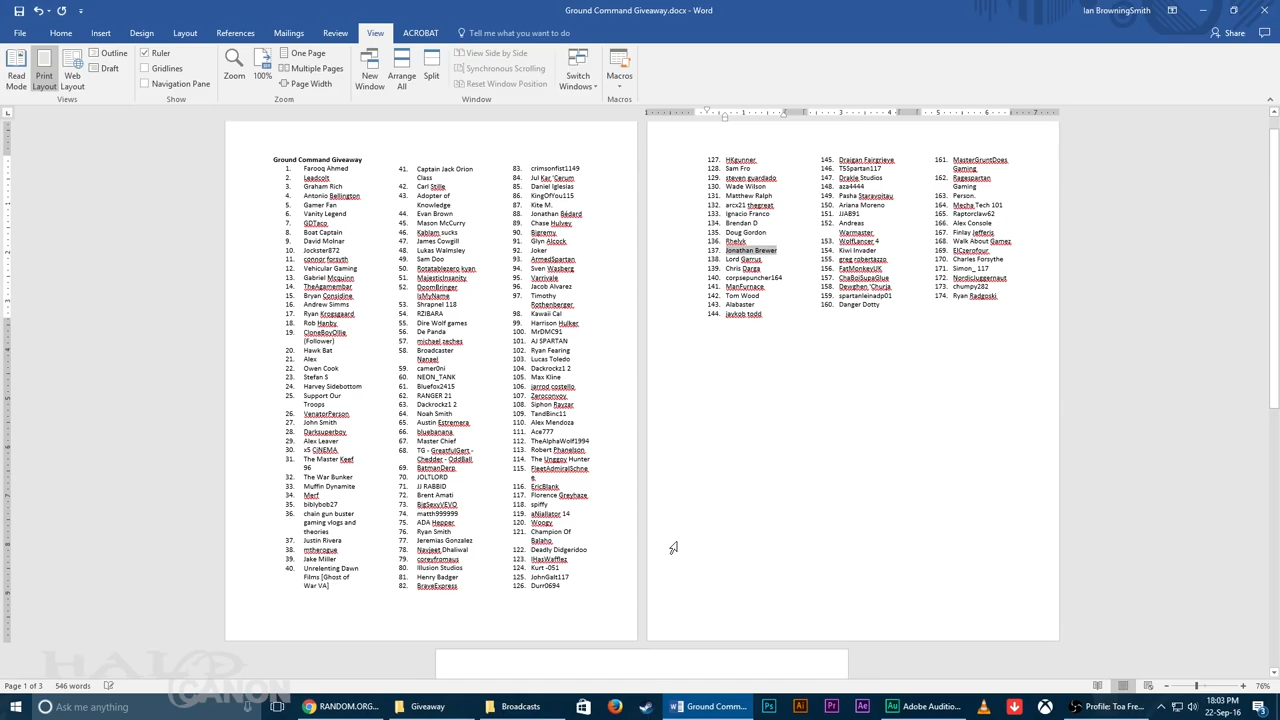 Ground Command Giveaway.docx - Word
Ian BrowningSmith
File Home Insert Design Layout References Mailings Review View ACROBAT Tell me what you want to do Share
Read Mode
Print Layout
Web Layout
Outline
Draft
Views
Ruler
Gridlines
Navigation Pane
Show
Zoom
100%
One Page
Multiple Pages
Page Width
Zoom
New Window
Arrange All
Split
View Side by Side
Synchronous Scrolling
Reset Window Position
Window
Switch Windows
Macros
Macros
Ground Command Giveaway
1. Farooq Ahmed
2. Leadcolt
3. Graham Rich
4. Antonio Bellington
5. Gamer Fan
6. Vanity Legend
7. GDTaco
8. Boat Captain
9. David Molnar
10. Jockster872
11. connor forsyth
12. Vehicular Gaming
13. Gabriel Mcquinn
14. TheAgamembar
15. Bryan Considine
16. Andrew Simms
17. Ryan Krogsgaard
18. Rob Hanby
19. CloneBoyOllie
(Follower)
20. Hawk Bat
21. Alex
22. Owen Cook
23. Stefan S
24. Harvey Sidebottom
25. Support Our
Troops
26. VenatorPerson
27. John Smith
28. Darksuperboy
29. Alex Leaver
30. x5 CiNEMA
31. The Master Keef
96
32. The War Bunker
33. Muffin Dynamite
34. Merf
35. biblybob27
36. chain gun buster
gaming vlogs and
theories
37. Justin Rivera
38. mtherogue
39. Jake Miller
40. Unrelenting Dawn
Films [Ghost of
War VA]
41. Captain Jack Orion
Class
42. Carl Stille
43. Adopter of
Knowledge
44. Evan Brown
45. Mason McCurry
46. Kablam sucks
47. James Cowgill
48. Lukas Walmsley
49. Sam Doo
50. Rotatablezero kyan
51. MajesticInsanity
52. DoomBringer
IsMyName
53. Shrapnel 118
54. RZIBARA
55. Dire Wolf games
56. De Panda
57. michael zeches
58. Broadcaster
Nanael
59. camer0ni
60. NEON_TANK
61. Bluefox2415
62. RANGER 21
63. Dackrockz1 2
64. Noah Smith
65. Austin Estremera
66. bluebanana
67. Master Chief
68. TG - GreatfulGert -
Chedder - OddBall
69. BatmanDerp
70. JOLTLORD
71. JJ RABBID
72. Brent Amati
73. BigSexyVEVO
74. matth999999
75. ADA Hepper
76. Ryan Smith
77. Jeremias Gonzalez
78. Navjeet Dhaliwal
79. coreyfromaus
80. Illusion Studios
81. Henry Badger
82. BraveExpress
83. crimsonfist1149
84. Jul Kar 'Cerum
85. Daniel Iglesias
86. KingOfYou115
87. Kite M.
88. Jonathan Bédard
89. Chase Hulvey
90. Bigremy
91. Glyn Alcock
92. Joker
93. ArmedSpartan
94. Sven Wasberg
95. Varrivale
96. Jacob Alvarez
97. Timothy
Rothenberger
98. Kawaii Cal
99. Harrison Hulker
100. MrDMC91
101. AJ SPARTAN
102. Ryan Fearing
103. Lucas Toledo
104. Dackrockz1 2
105. Max Kline
106. jarrod costello
107. Zeroconvoy
108. Siphon Rayzar
109. TandBinc11
110. Alex Mendoza
111. Ace777
112. TheAlphaWolf1994
113. Robert Phanelson
114. The Unggoy Hunter
115. FleetAdmiralSchne
e
116. EricBlank
117. Florence Greyhaze
118. spiffy
119. aNiallator 14
120. Woogy
121. Champion Of
Balaho
122. Deadly Didgeridoo
123. IHasWafflez
124. Kurt -051
125. JohnGalt117
126. Durr0694
127. HKgunner
128. Sam Fro
129. steven guardado
130. Wade Wilson
131. Matthew Ralph
132. arcx21 thegreat
133. Ignacio Franco
134. Brendan D
135. Doug Gordon
136. Rhelyk
137. Jonathan Brewer
138. Lord Garrus
139. Chris Darga
140. corpsepuncher164
141. ManFurnace
142. Tom Wood
143. Alabaster
144. jaykob todd
145. Draigan Fairgrieve
146. T5Spartan117
147. Drakle Studios
148. aza4444
149. Pasha Staravoitau
150. Ariana Moreno
151. JJAB91
152. Andreas
Warmaster
153. WolfLancer 4
154. Kiwi Invader
155. greg robertazzo
156. FatMonkeyUK
157. ChaBoiSupaGlue
158. Dewghen 'Churja
159. spartanleinadp01
160. Danger Dotty
161. MasterGruntDoes
Gaming
162. Ragespartan
Gaming
163. Person.
164. Mecha Tech 101
165. Raptorclaw62
166. Alex Console
167. Finlay Jefferis
168. Walk About Gamez
169. ElCzerofour
170. Charles Forsythe
171. Simon_ 117
172. Nordicjuggernaut
173. chumpy282
174. Ryan Radgoski
HALO CANON
Page 1 of 3 546 words 76%
Ask me anything
RANDOM.ORG... Giveaway Broadcasts Ground Comm... Adobe Auditio... Profile: Toa Fre...
18:03 PM
22-Sep-16